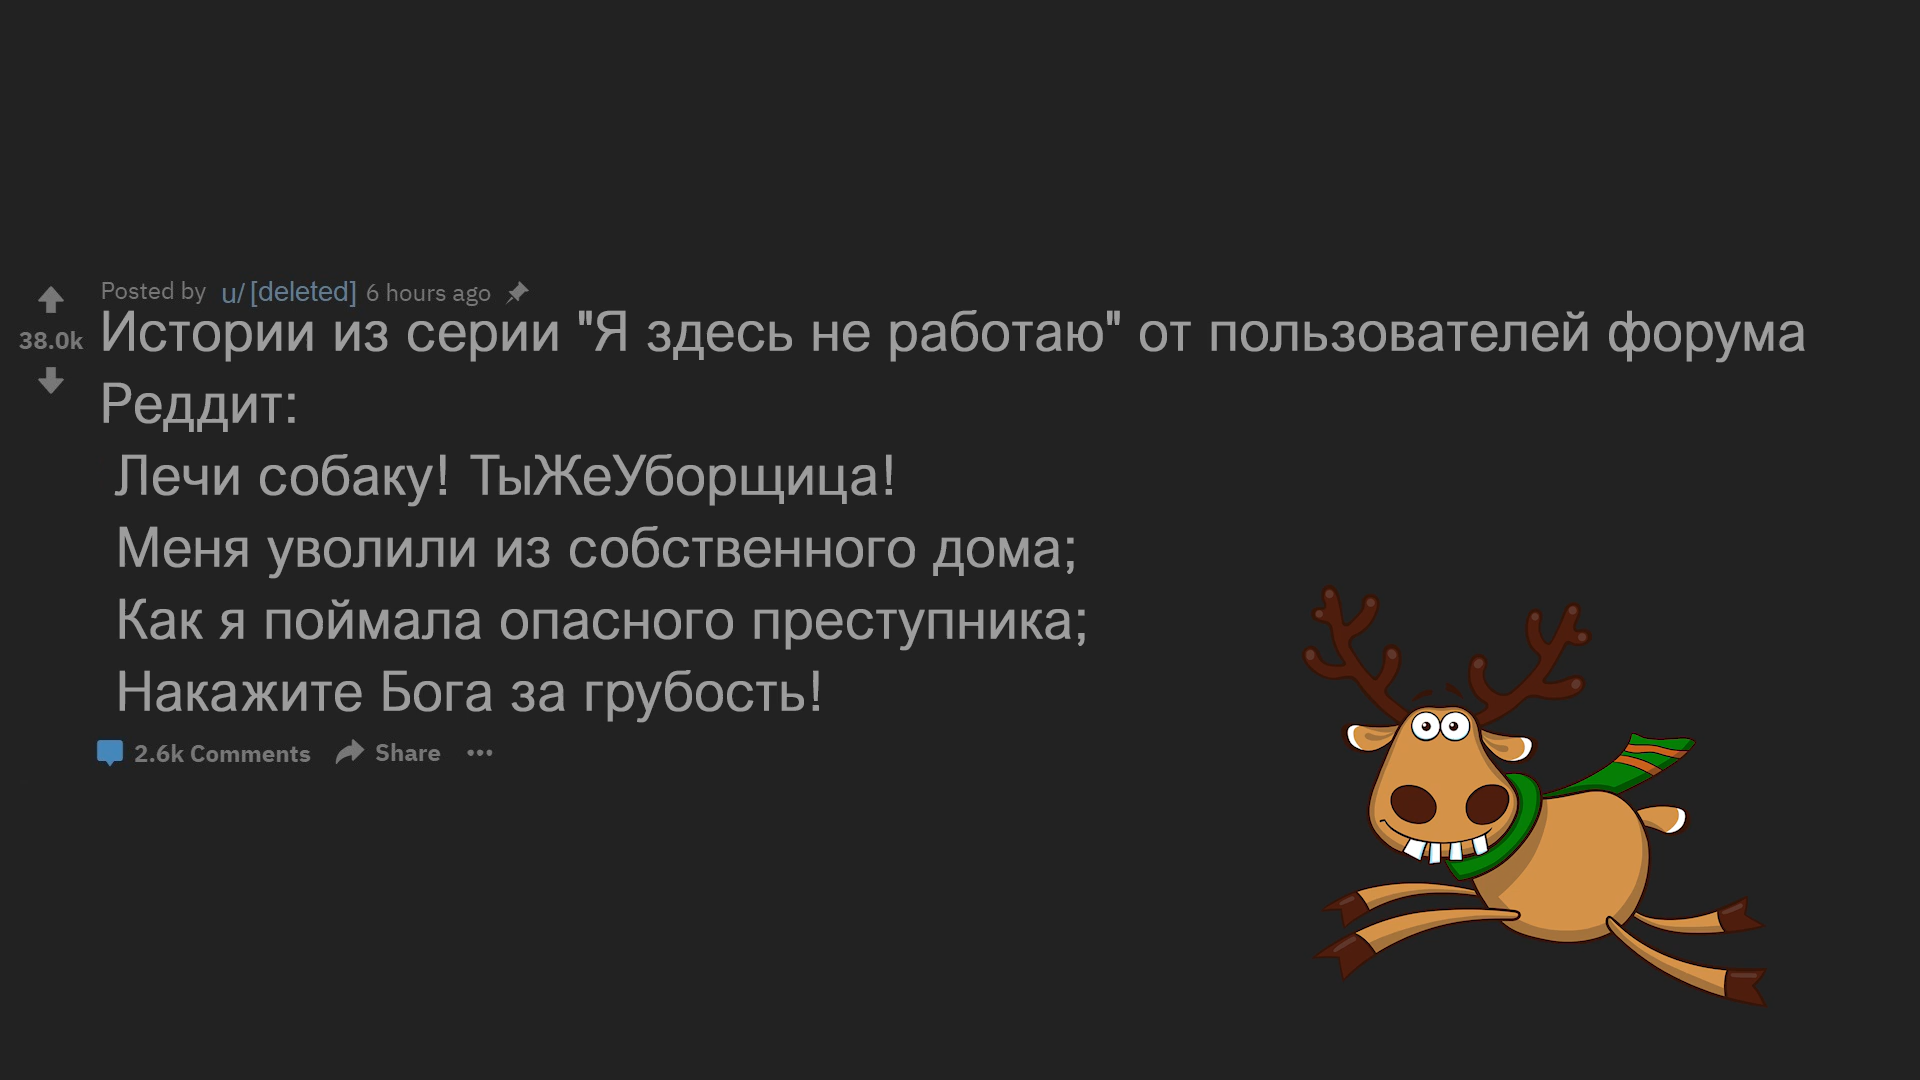 Posted by u/[deleted] 6 hours ago
38.0k
Истории из серии "Я здесь не работаю" от пользователей форума
Реддит:
Лечи собаку! ТыЖеУборщица!
Меня уволили из собственного дома;
Как я поймала опасного преступника;
Накажите Бога за грубость!
2.6k Comments Share